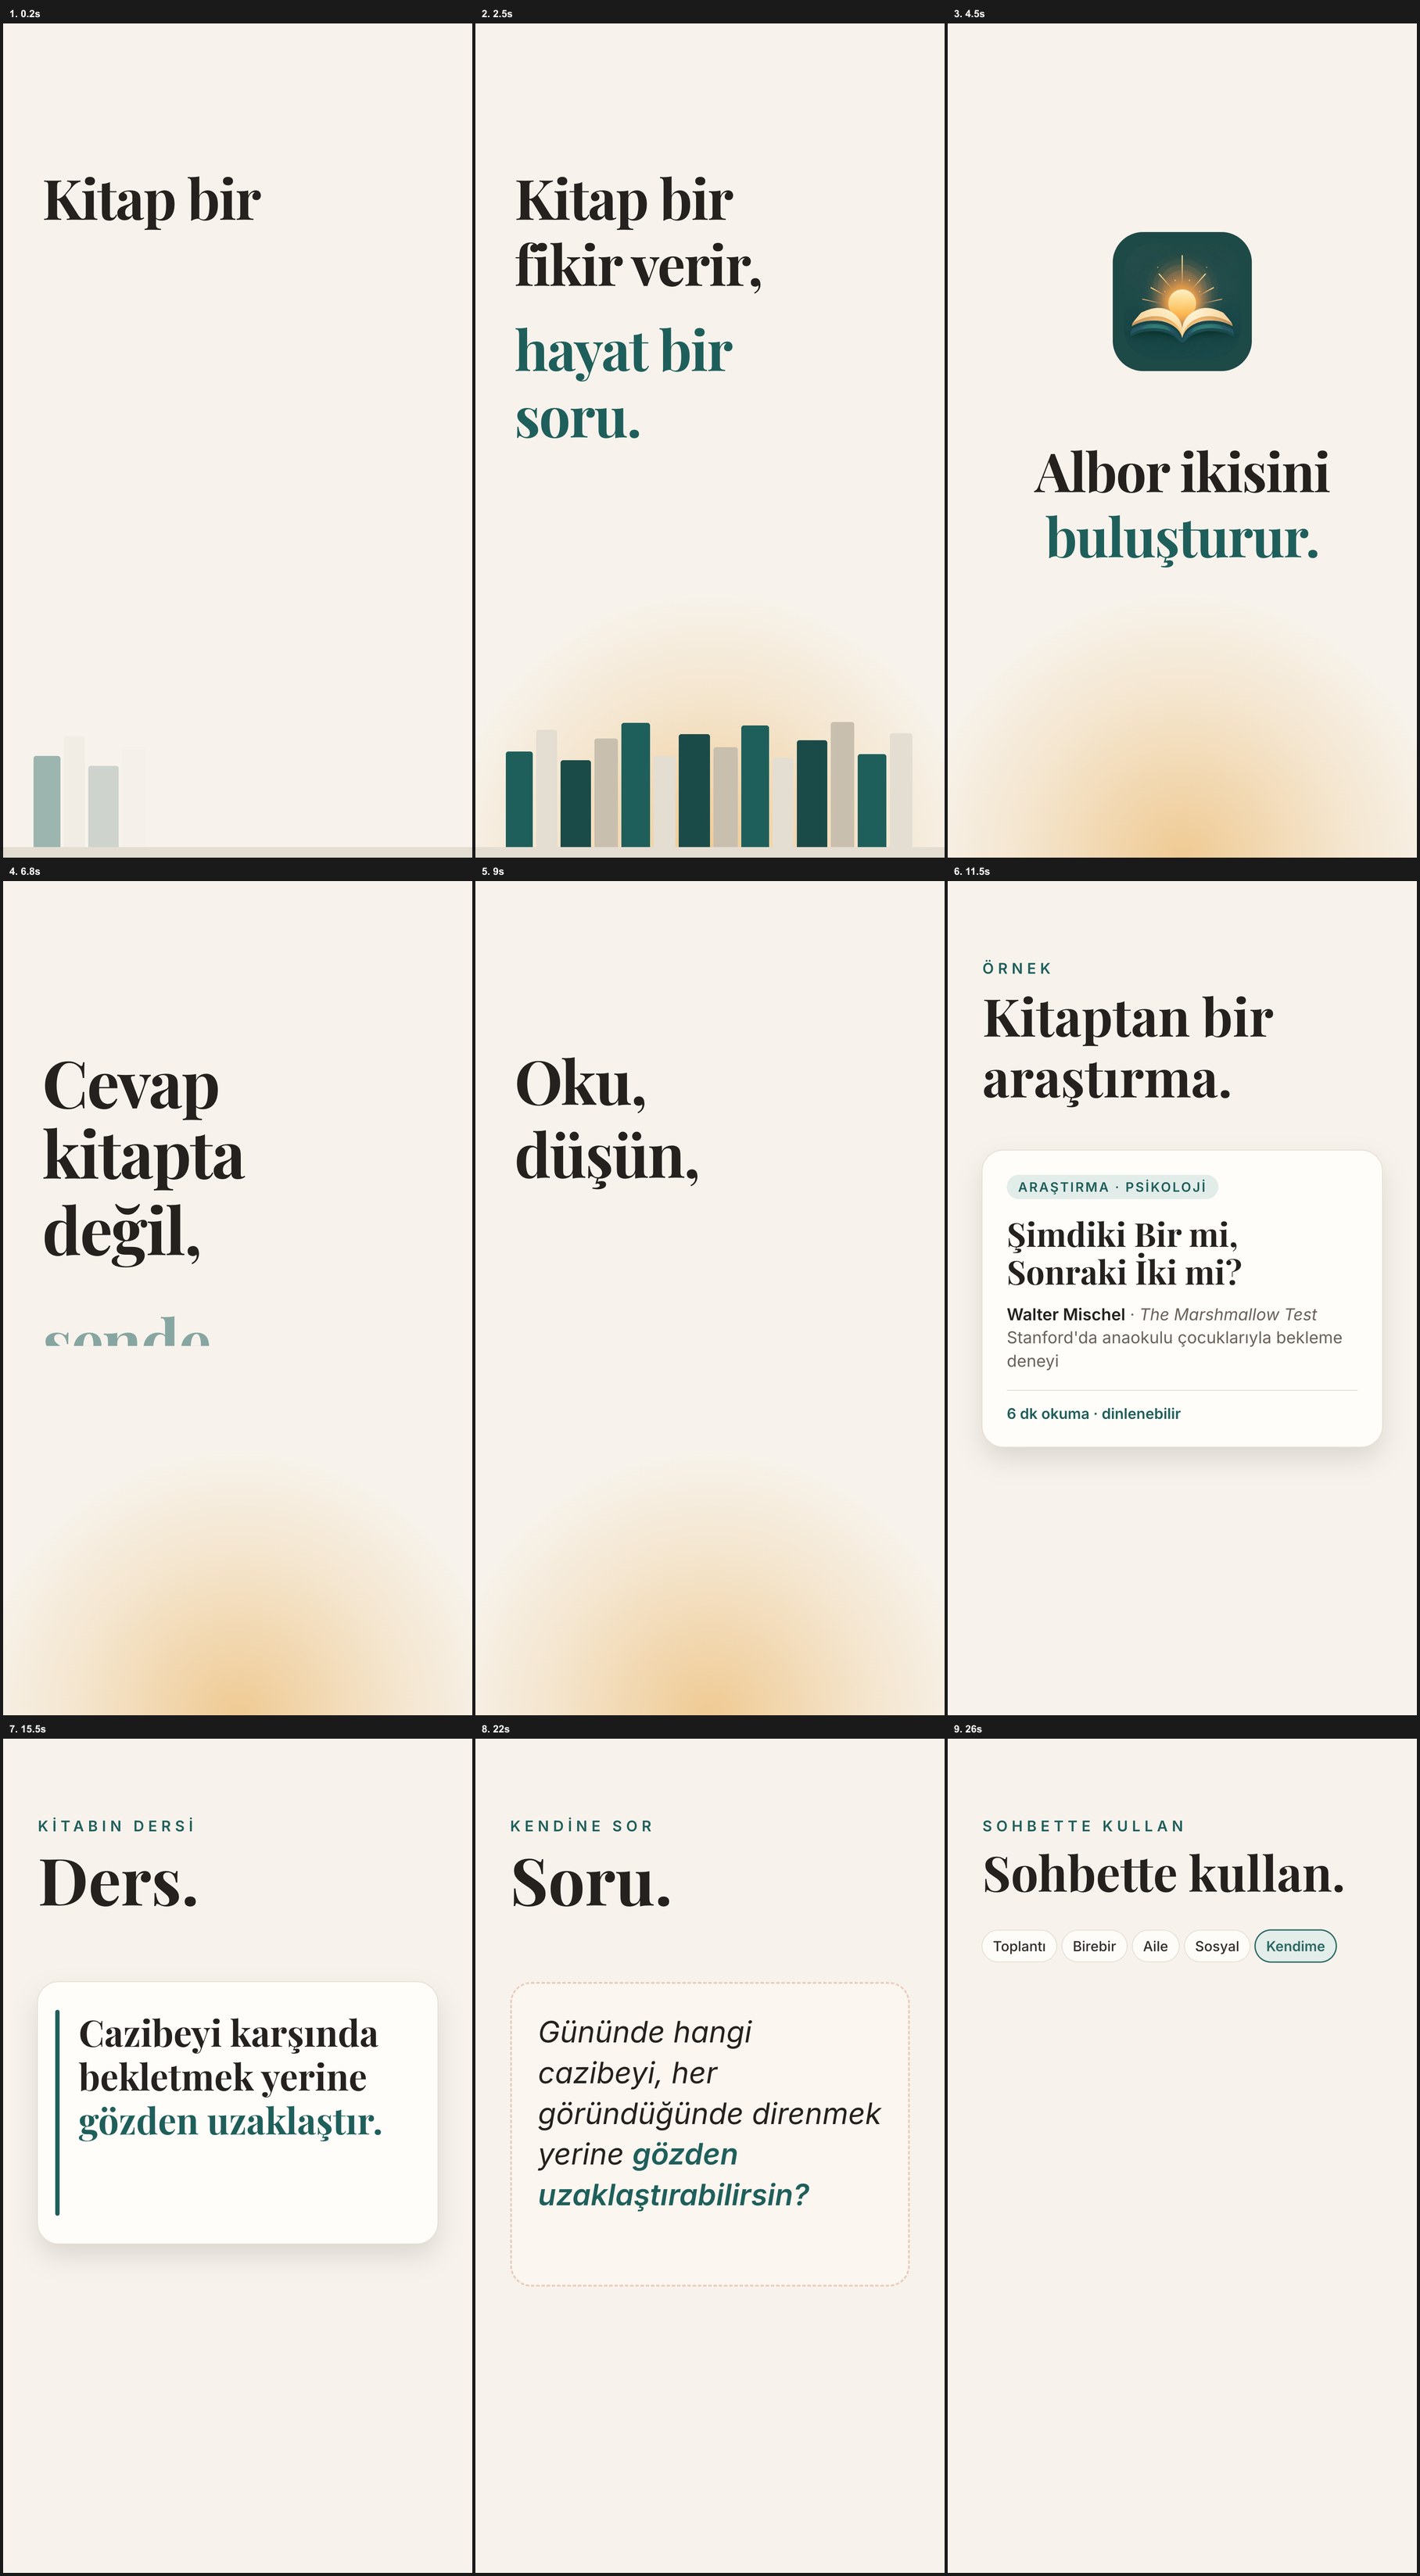 1. 0.2s
Kitap bir
2. 2.5s
Kitap bir
fikir verir,
hayat bir
soru.
3. 4.5s
Albor ikisini
buluşturur.
4. 6.8s
Cevap
kitapta
değil,
sende
5. 9s
Oku,
düşün,
6. 11.5s
ÖRNEK
Kitaptan bir
araştırma.
ARAŞTIRMA · PSİKOLOJİ
Şimdiki Bir mi,
Sonraki İki mi?
Walter Mischel · The Marshmallow Test
Stanford'da anaokulu çocuklarıyla bekleme
deneyi
6 dk okuma · dinlenebilir
7. 15.5s
KİTABIN DERSİ
Ders.
Cazibeyi karşında
bekletmek yerine
gözden uzaklaştır.
8. 22s
KENDİNE SOR
Soru.
Gününde hangi
cazibeyi, her
göründüğünde direnmek
yerine gözden
uzaklaştırabilirsin?
9. 26s
SOHBETTE KULLAN
Sohbette kullan.
Toplantı Birebir Aile Sosyal Kendime